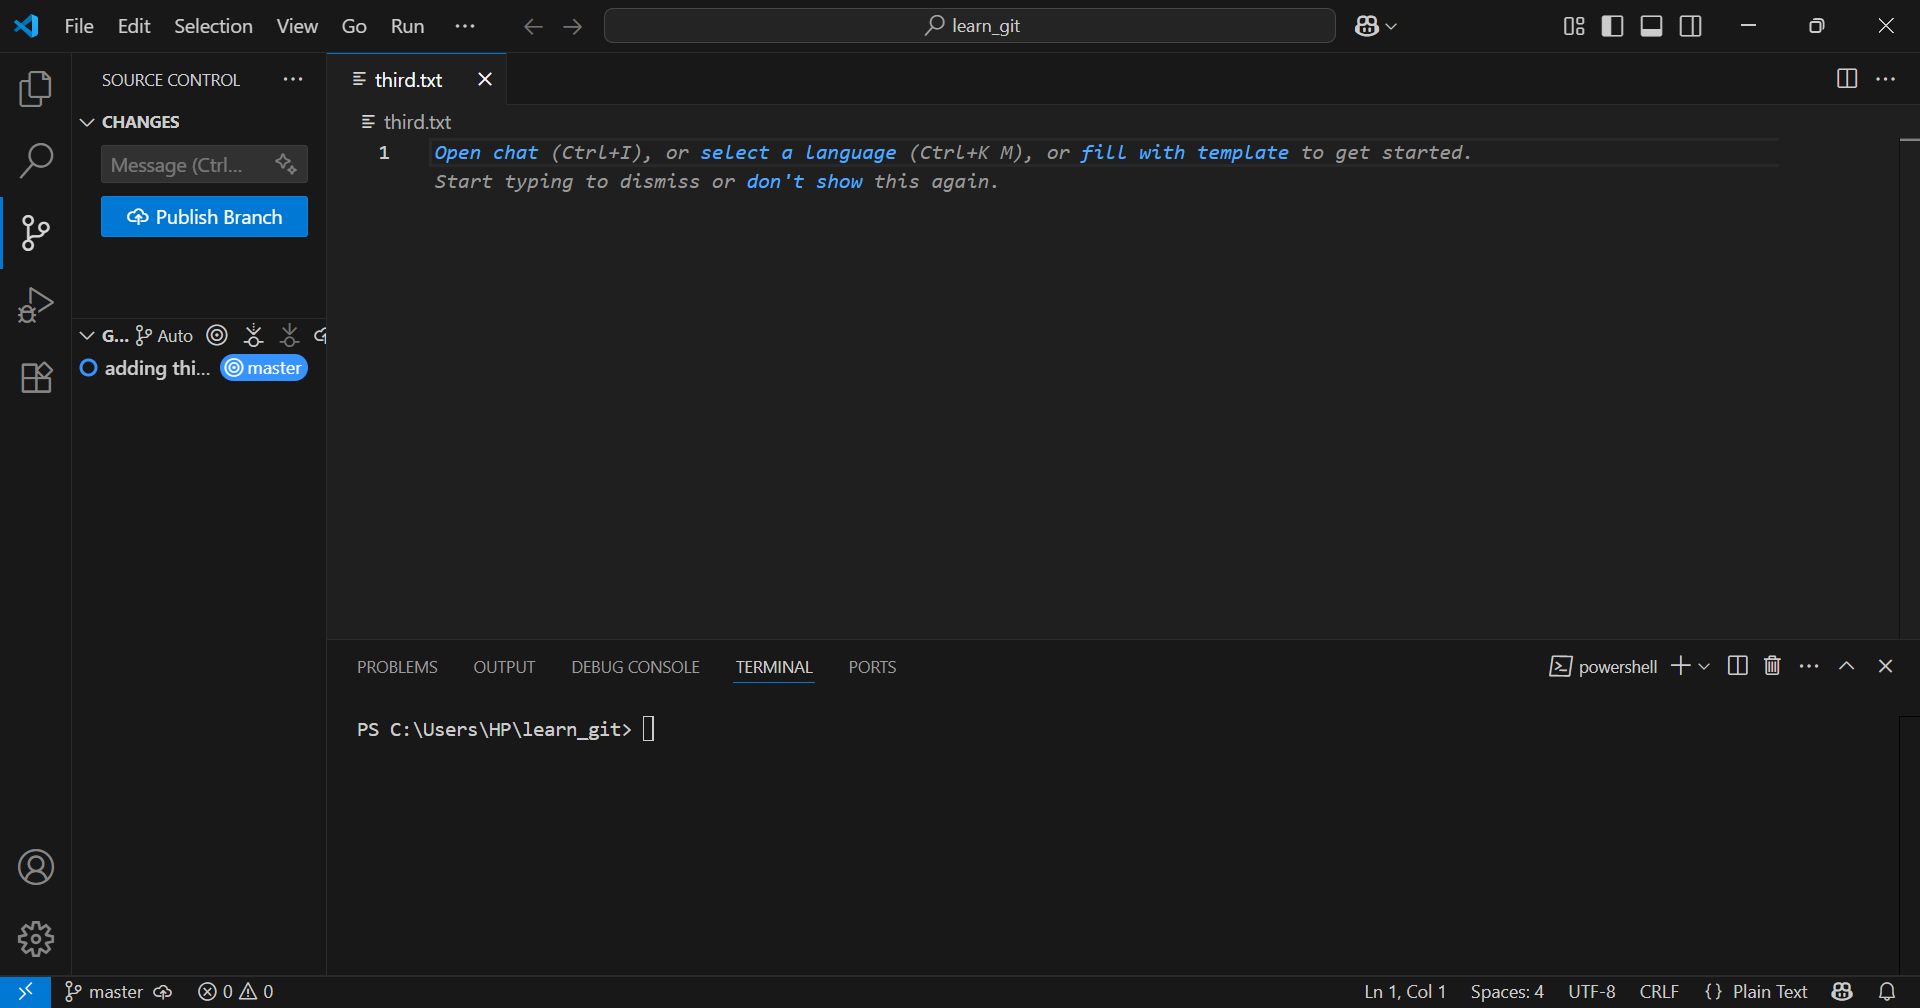 File Edit Selection View Go Run ··· learn_git
SOURCE CONTROL ···
CHANGES
Message (Ctrl...
Publish Branch
G... Auto
adding thi... master
third.txt
third.txt
1 Open chat (Ctrl+I), or select a language (Ctrl+K M), or fill with template to get started.
Start typing to dismiss or don't show this again.
PROBLEMS OUTPUT DEBUG CONSOLE TERMINAL PORTS powershell
PS C:\Users\HP\learn_git>
master 0 0 Ln 1, Col 1 Spaces: 4 UTF-8 CRLF {} Plain Text